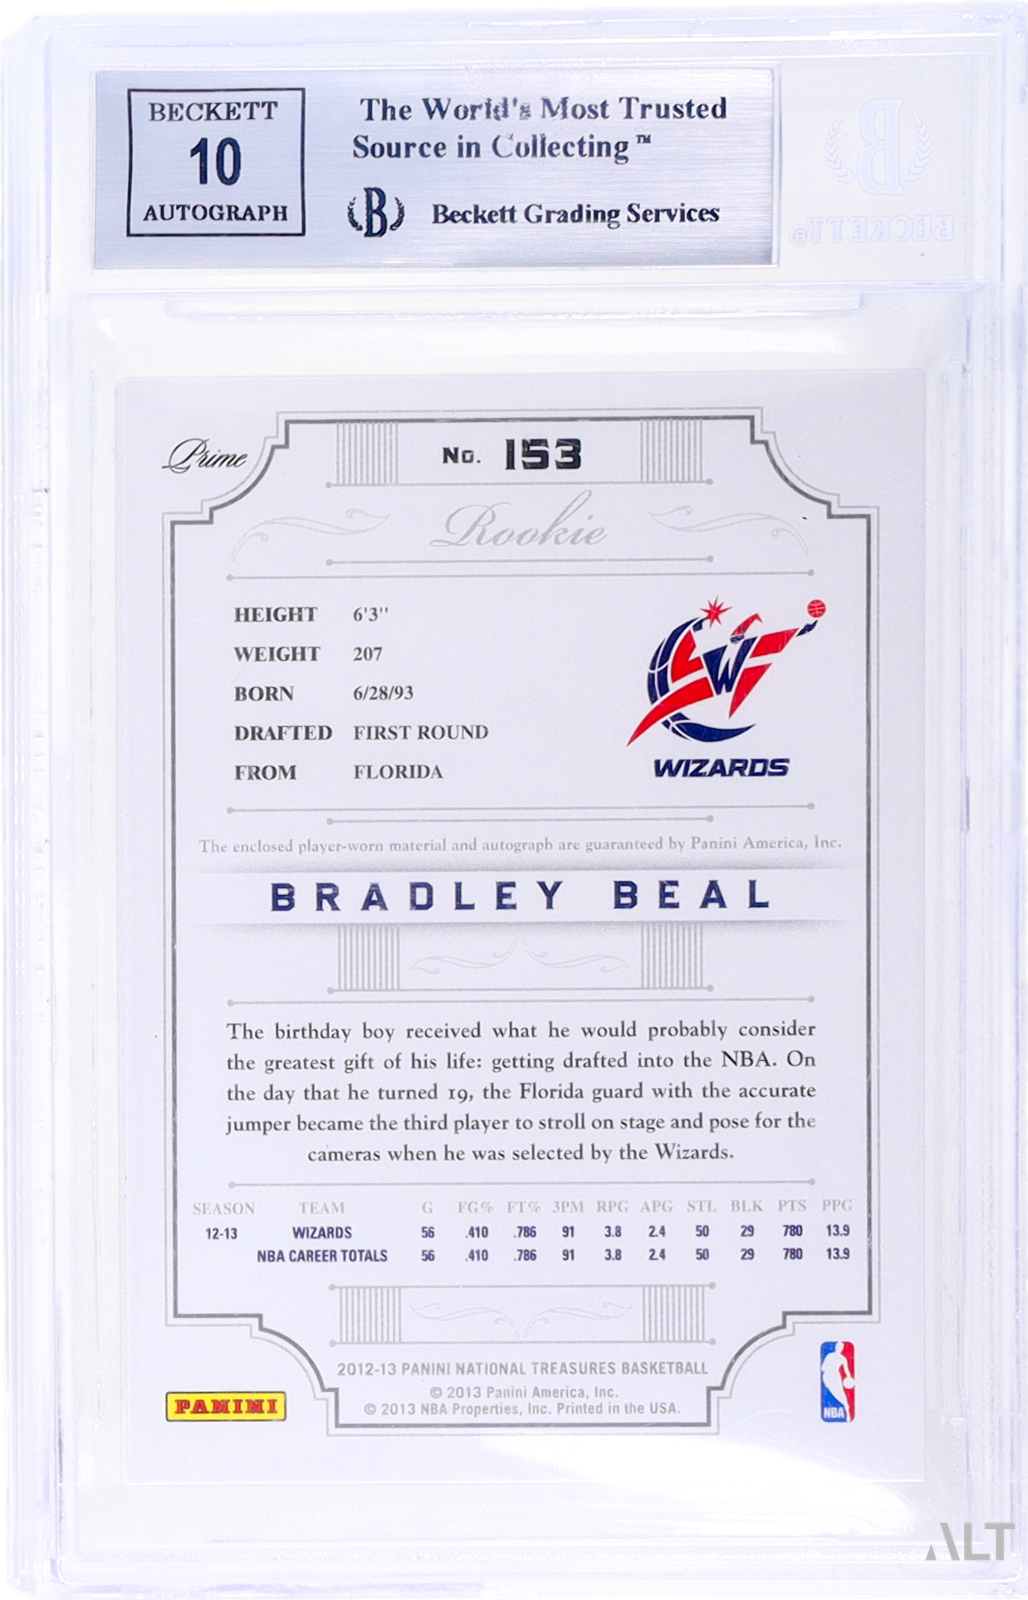 BECKETT
10
AUTOGRAPH
The World's Most Trusted
Source in Collecting™
B Beckett Grading Services
B
BECKETT®
Prime
No. 153
Rookie
HEIGHT 6'3"
WEIGHT 207
BORN 6/28/93
DRAFTED FIRST ROUND
FROM FLORIDA
W
WIZARDS
The enclosed player-worn material and autograph are guaranteed by Panini America, Inc.
BRADLEY BEAL
The birthday boy received what he would probably consider
the greatest gift of his life: getting drafted into the NBA. On
the day that he turned 19, the Florida guard with the accurate
jumper became the third player to stroll on stage and pose for the
cameras when he was selected by the Wizards.
SEASON TEAM G FG% FT% 3PM RPG APG STL BLK PTS PPG
12-13 WIZARDS 56 .410 .786 91 3.8 2.4 50 29 780 13.9
NBA CAREER TOTALS 56 .410 .786 91 3.8 2.4 50 29 780 13.9
2012-13 PANINI NATIONAL TREASURES BASKETBALL
© 2013 Panini America, Inc.
© 2013 NBA Properties, Inc. Printed in the USA.
PANINI
NBA
ALT